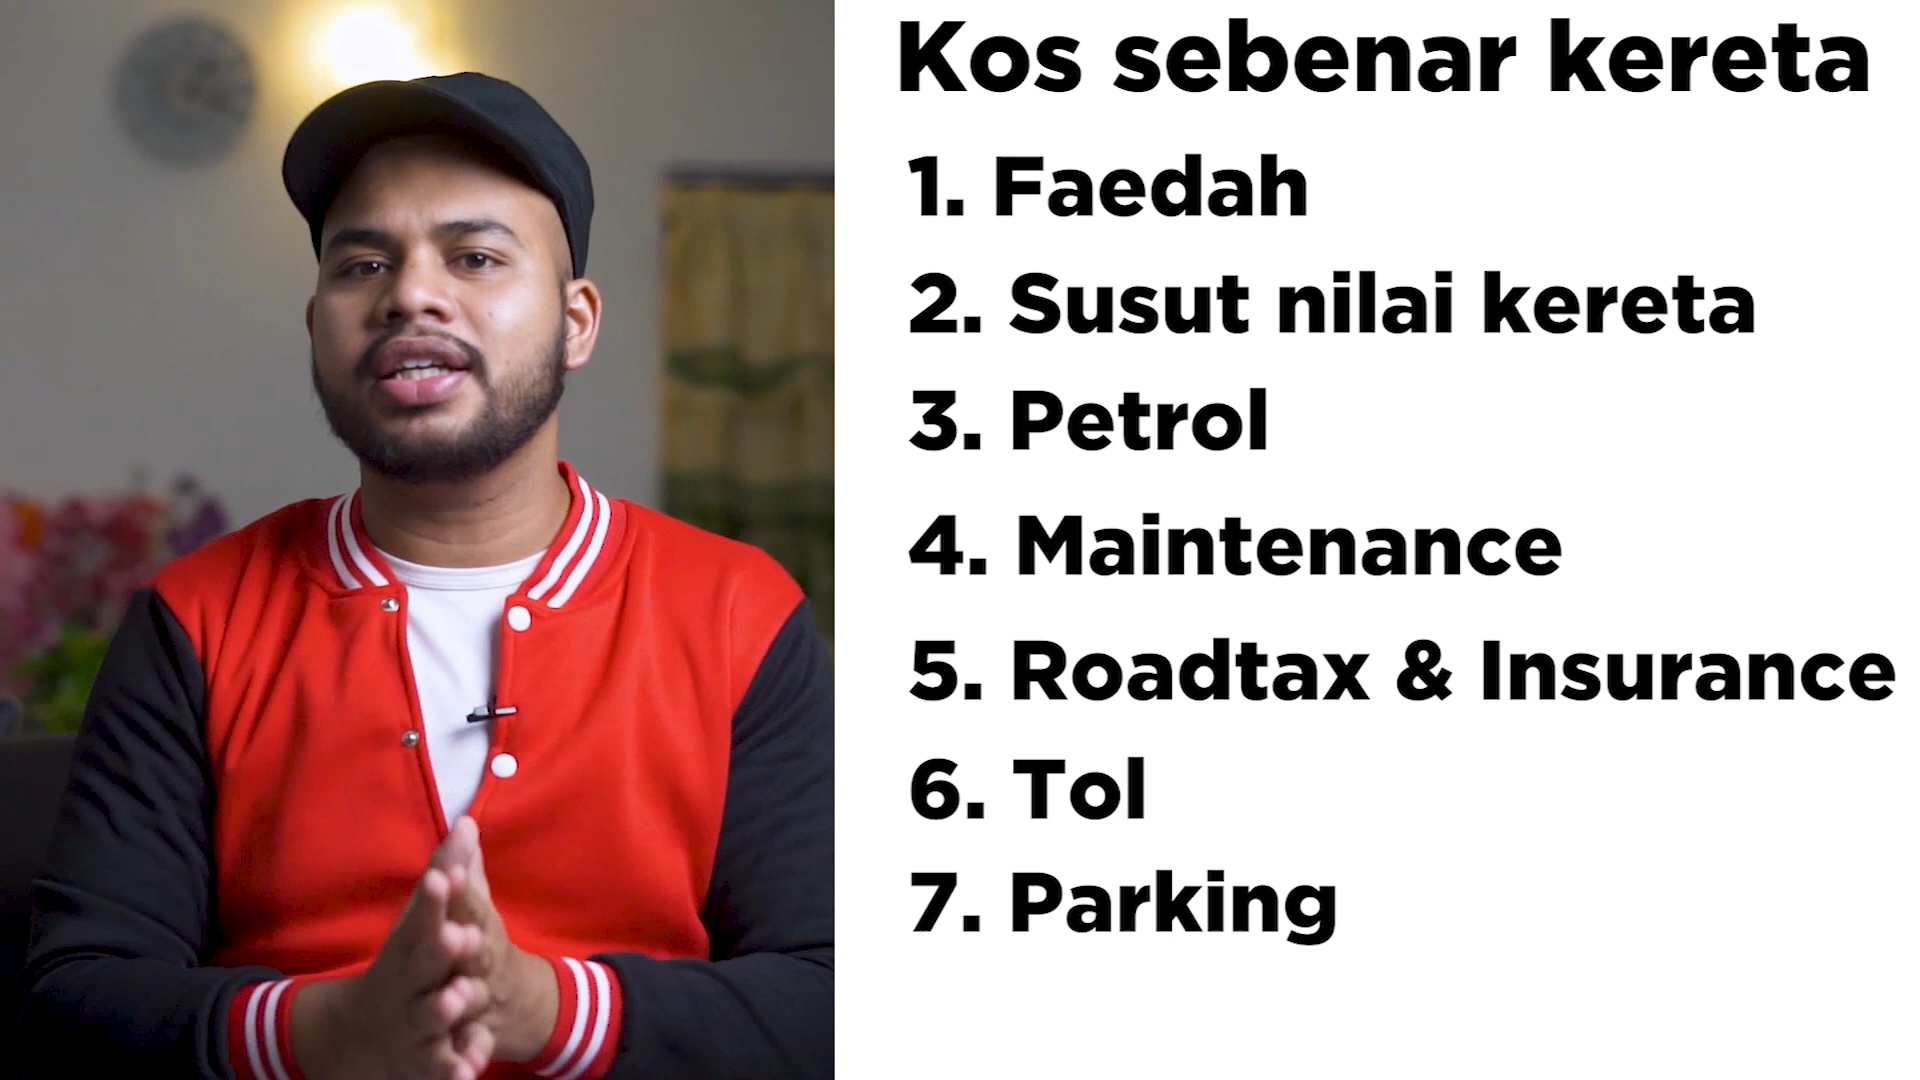 Kos sebenar kereta
1. Faedah
2. Susut nilai kereta
3. Petrol
4. Maintenance
5. Roadtax & Insurance
6. Tol
7. Parking